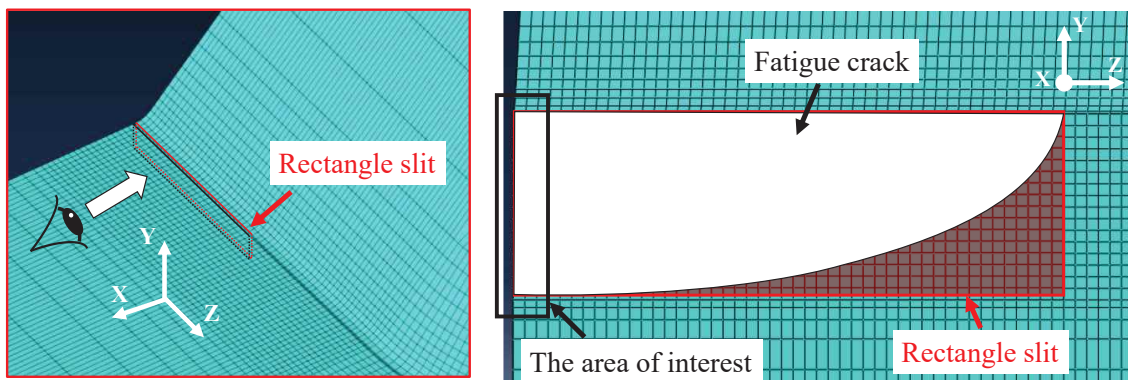 Rectangle slit
Y
X
Z
Fatigue crack
Y
X
Z
The area of interest
Rectangle slit